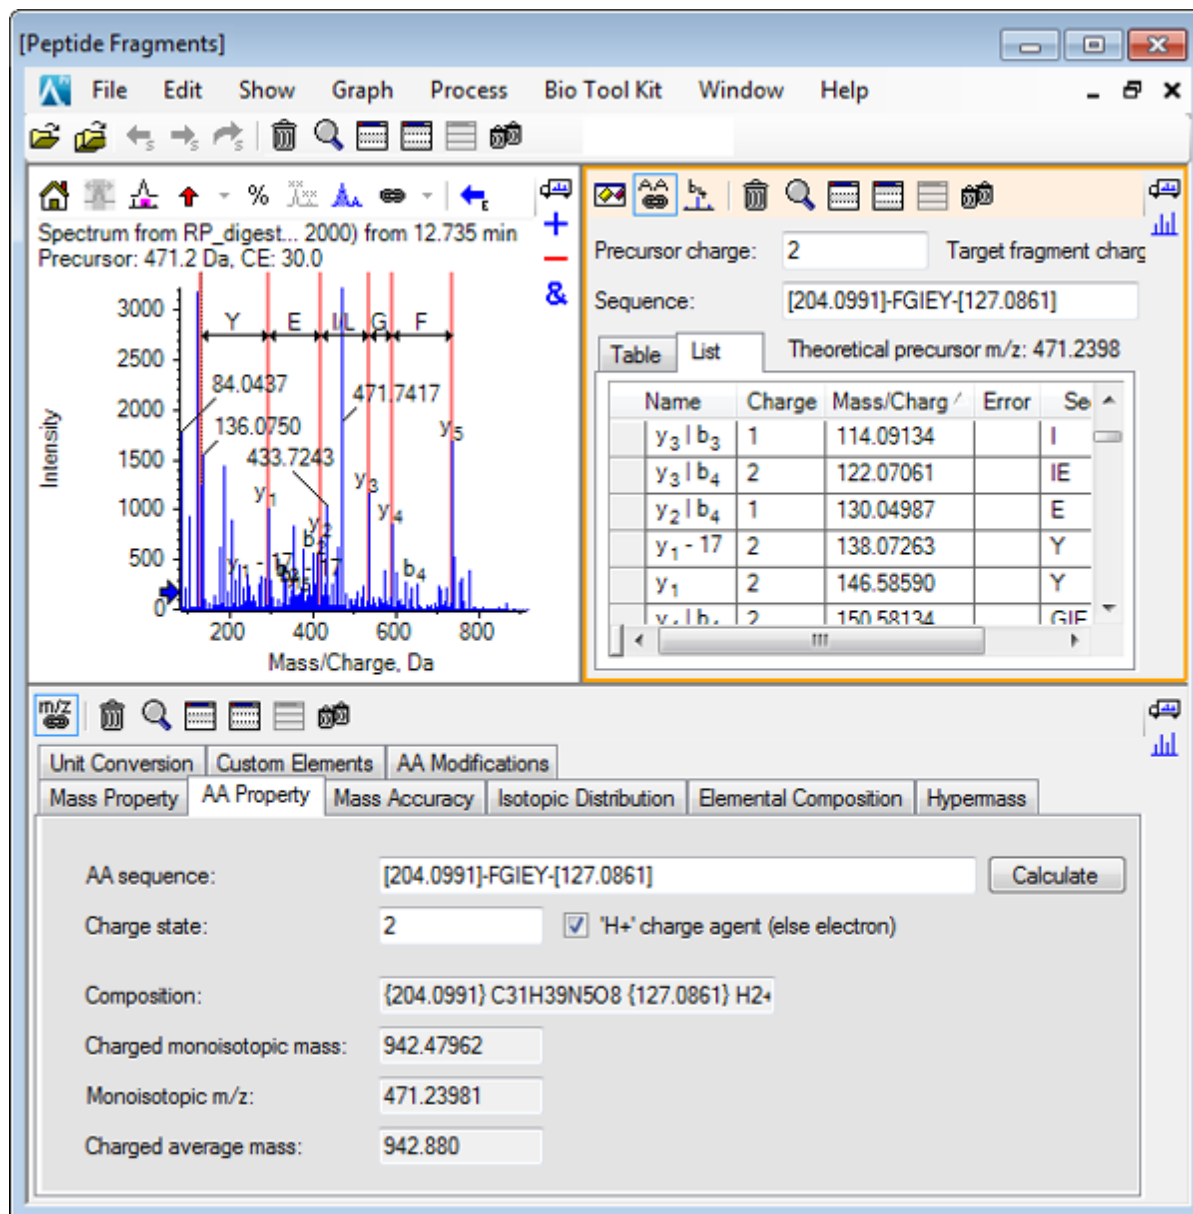 [Peptide Fragments]
File Edit Show Graph Process Bio Tool Kit Window Help
Spectrum from RP_digest... 2000) from 12.735 min
Precursor: 471.2 Da, CE: 30.0
Y E I/L G F
84.0437
471.7417
136.0750
433.7243
y5
y3
y1
y4
y2
b4
3000
2500
2000
1500
1000
500
0
Intensity
200 400 600 800
Mass/Charge, Da
Precursor charge: 2 Target fragment charg
Sequence: [204.0991]-FGIEY-[127.0861]
Table List Theoretical precursor m/z: 471.2398
Name Charge Mass/Charg Error Se
y3 | b3 1 114.09134 I
y3 | b4 2 122.07061 IE
y2 | b4 1 130.04987 E
y1 - 17 2 138.07263 Y
y1 2 146.58590 Y
2 150.58134 GIE
m/z
Unit Conversion Custom Elements AA Modifications
Mass Property AA Property Mass Accuracy Isotopic Distribution Elemental Composition Hypermass
AA sequence: [204.0991]-FGIEY-[127.0861] Calculate
Charge state: 2 'H+' charge agent (else electron)
Composition: {204.0991} C31H39N5O8 {127.0861} H2+
Charged monoisotopic mass: 942.47962
Monoisotopic m/z: 471.23981
Charged average mass: 942.880